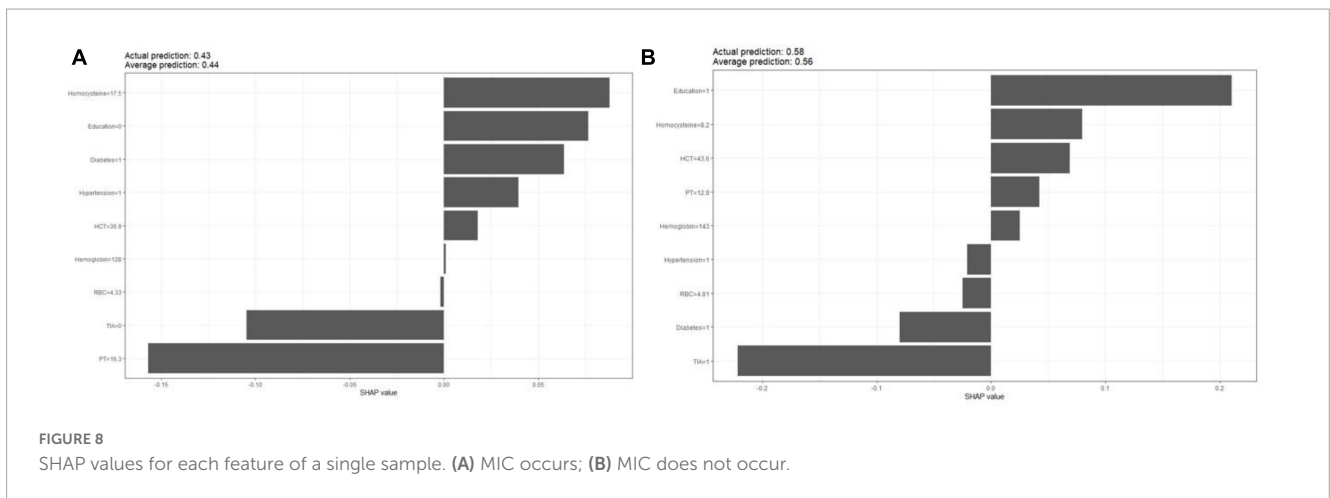 A
Actual prediction: 0.43
Average prediction: 0.44
Homocysteine=17.5
Education=0
Diabetes=1
Hypertension=1
HCT=38.9
Hemoglobin=128
RBC=4.33
TIA=0
PT=16.3
-0.15 -0.10 -0.05 0.00 0.05
SHAP value
B
Actual prediction: 0.58
Average prediction: 0.56
Education=1
Homocysteine=8.2
HCT=43.6
PT=12.9
Hemoglobin=143
Hypertension=1
RBC=4.81
Diabetes=1
TIA=1
-0.2 -0.1 0.0 0.1 0.2
SHAP value
FIGURE 8
SHAP values for each feature of a single sample. (A) MIC occurs; (B) MIC does not occur.